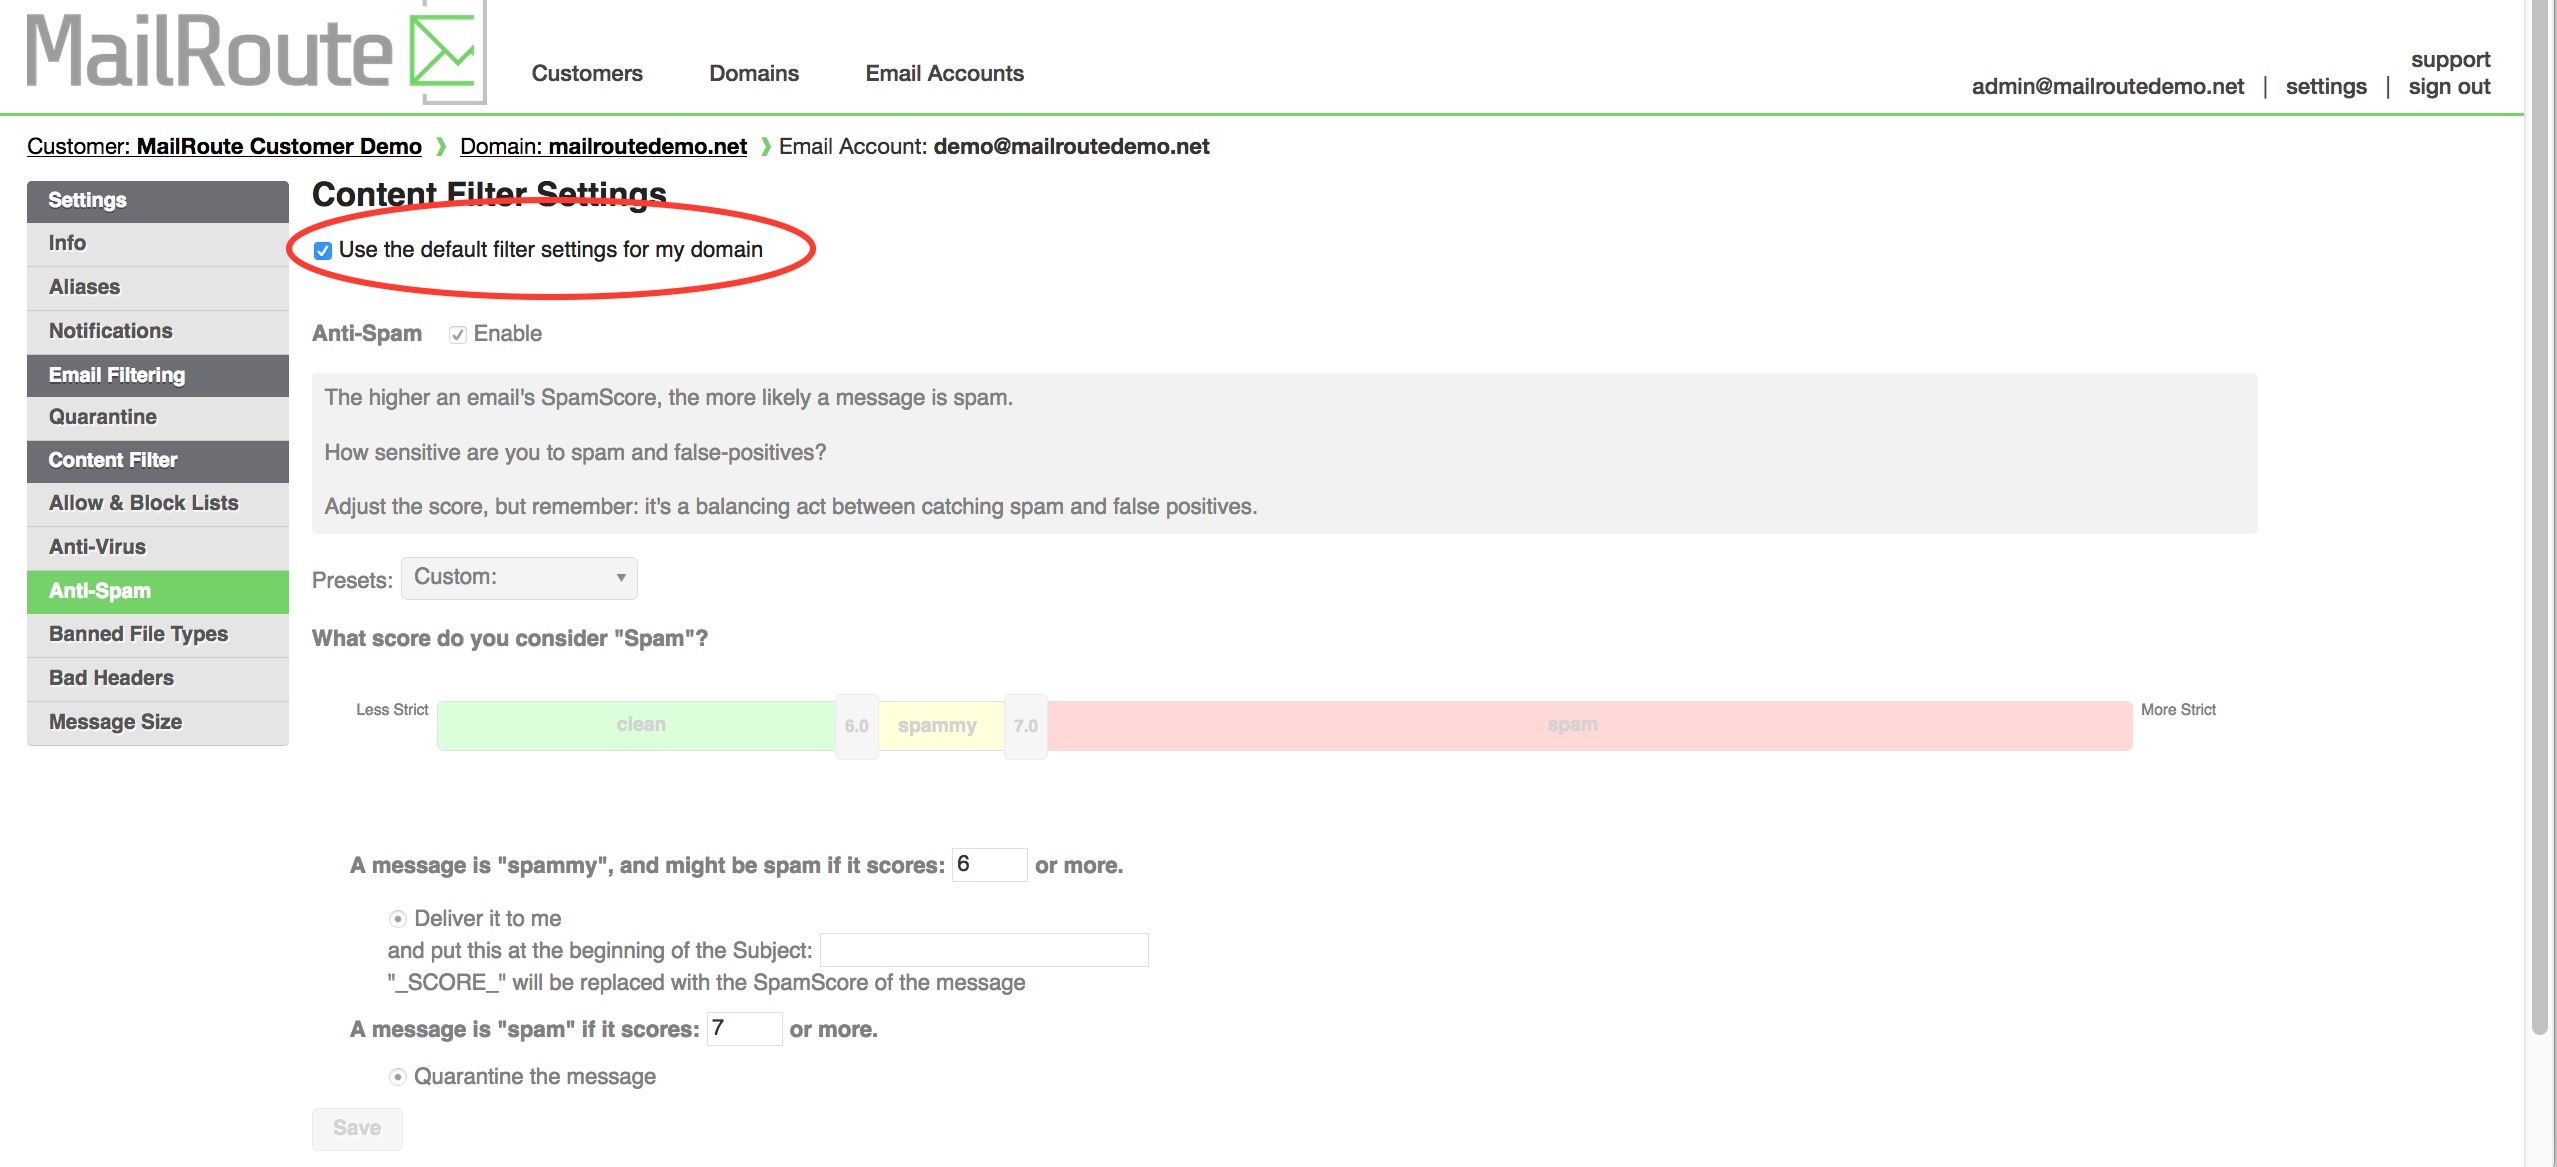 MailRoute
Customers Domains Email Accounts
support
admin@mailroutedemo.net | settings | sign out
Customer: MailRoute Customer Demo Domain: mailroutedemo.net Email Account: demo@mailroutedemo.net
Settings
Info
Aliases
Notifications
Email Filtering
Quarantine
Content Filter
Allow & Block Lists
Anti-Virus
Anti-Spam
Banned File Types
Bad Headers
Message Size
Content Filter Settings
Use the default filter settings for my domain
Anti-Spam Enable
The higher an email's SpamScore, the more likely a message is spam.
How sensitive are you to spam and false-positives?
Adjust the score, but remember: it's a balancing act between catching spam and false positives.
Presets: Custom:
What score do you consider "Spam"?
Less Strict clean 6.0 spammy 7.0 spam More Strict
A message is "spammy", and might be spam if it scores: 6 or more.
Deliver it to me
and put this at the beginning of the Subject:
"_SCORE_" will be replaced with the SpamScore of the message
A message is "spam" if it scores: 7 or more.
Quarantine the message
Save